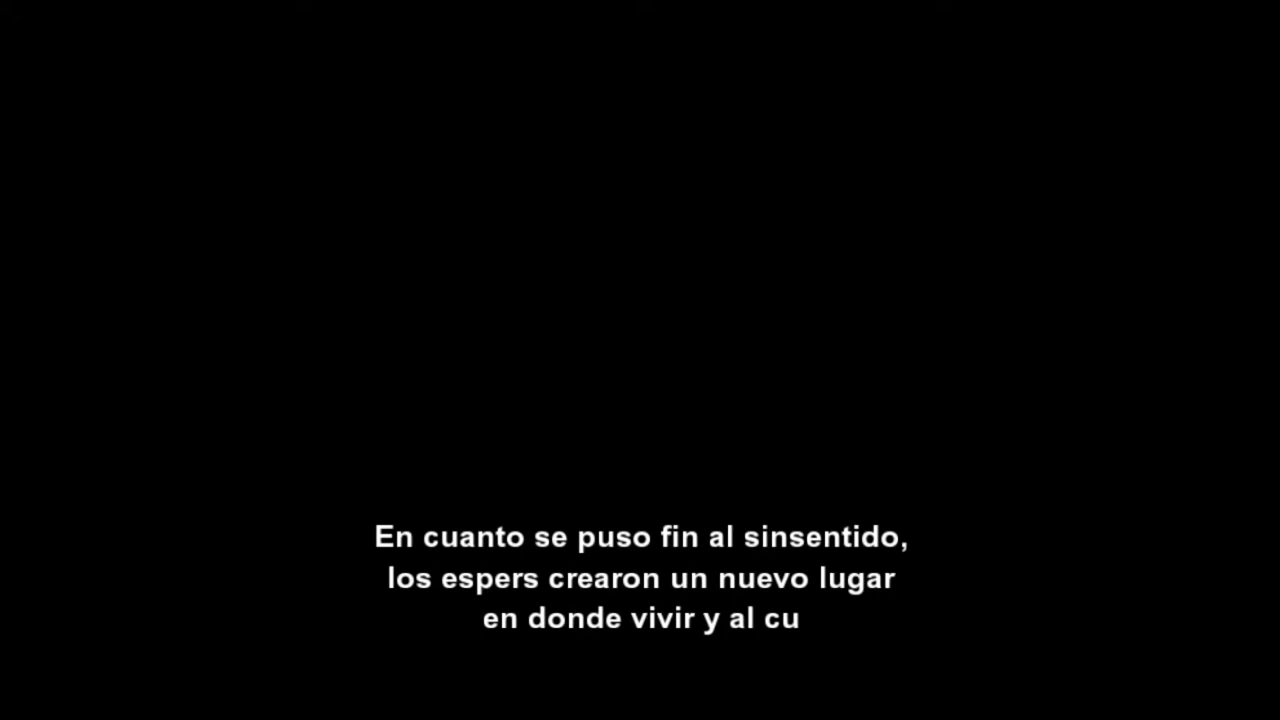 En cuanto se puso fin al sinsentido,
los espers crearon un nuevo lugar
en donde vivir y al cu